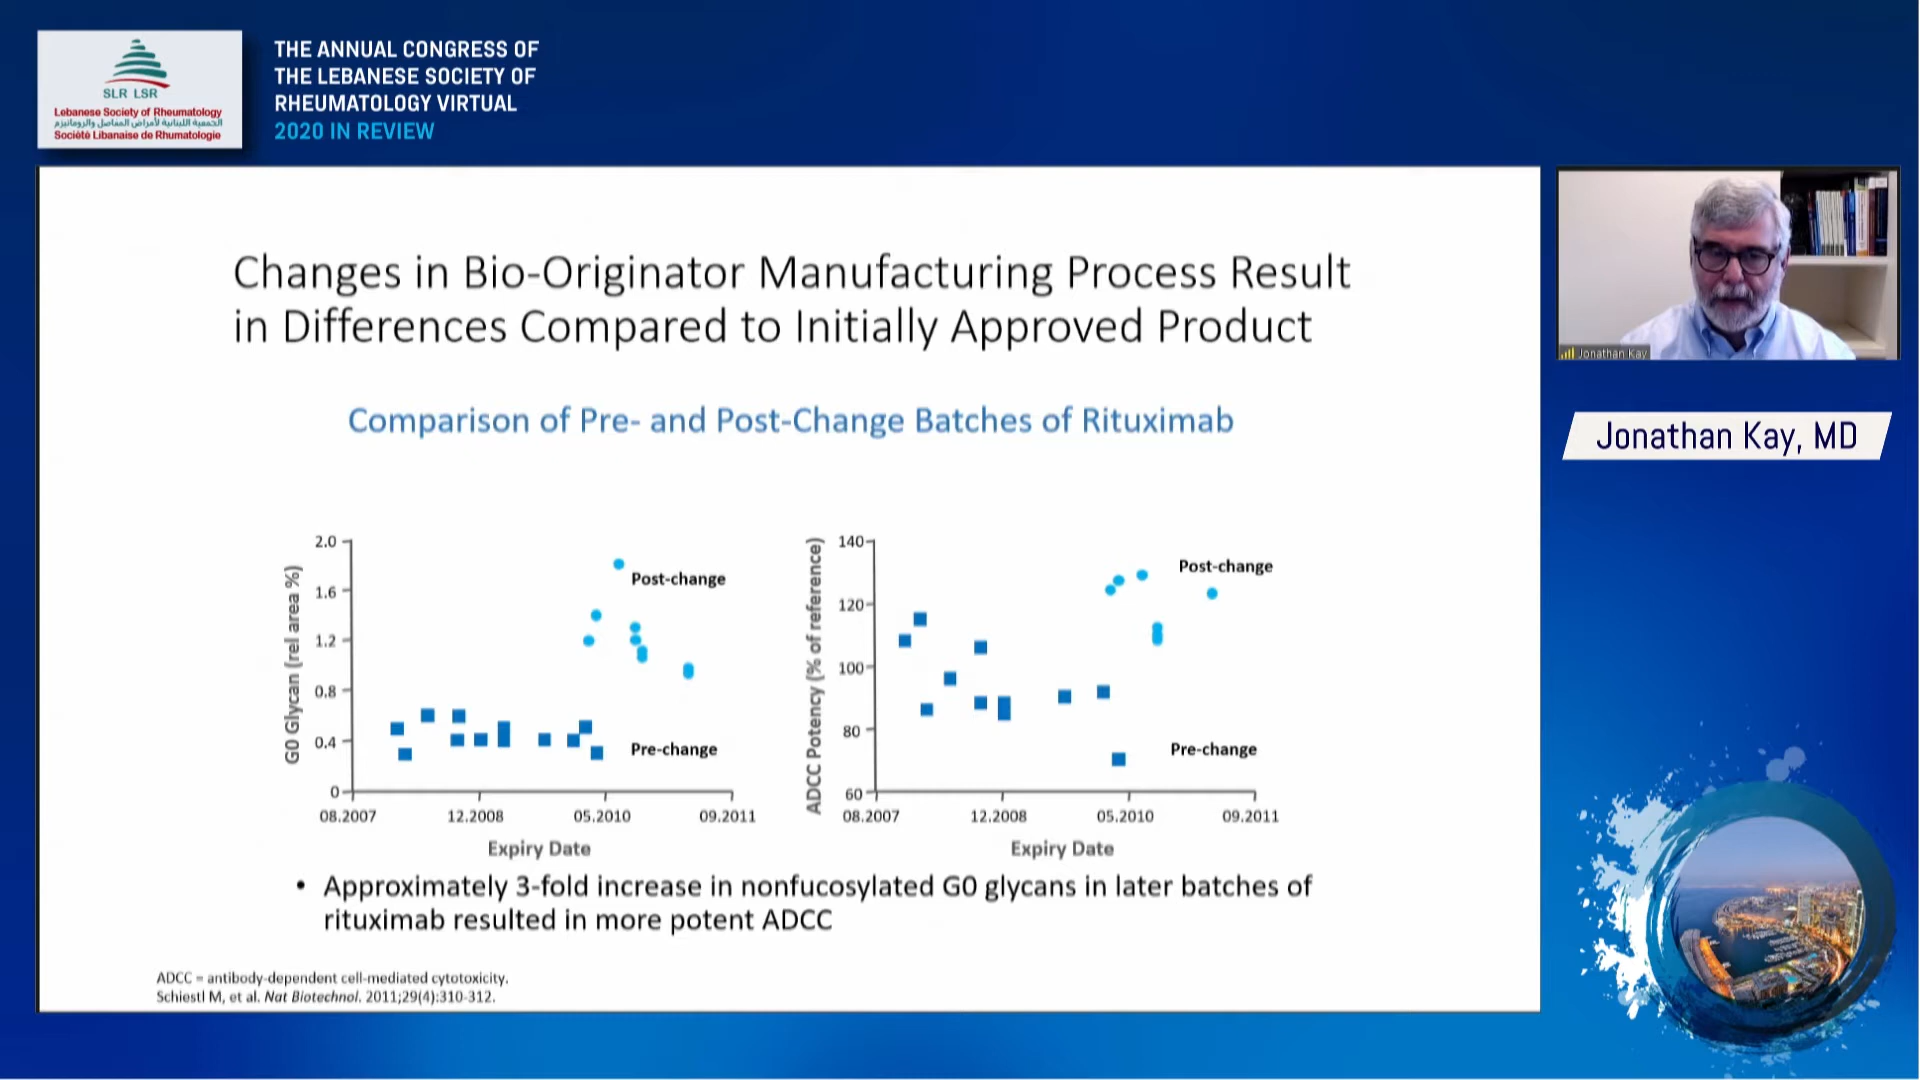 SLR LSR
Lebanese Society of Rheumatology
الجمعية اللبنانية لأمراض المفاصل والروماتيزم
Société Libanaise de Rhumatologie
THE ANNUAL CONGRESS OF
THE LEBANESE SOCIETY OF
RHEUMATOLOGY VIRTUAL
2020 IN REVIEW
Changes in Bio-Originator Manufacturing Process Result
in Differences Compared to Initially Approved Product
Comparison of Pre- and Post-Change Batches of Rituximab
G0 Glycan (rel area %)
2.0
1.6
1.2
0.8
0.4
0
Post-change
Pre-change
08.2007 12.2008 05.2010 09.2011
Expiry Date
ADCC Potency (% of reference)
140
120
100
80
60
Post-change
Pre-change
08.2007 12.2008 05.2010 09.2011
Expiry Date
• Approximately 3-fold increase in nonfucosylated G0 glycans in later batches of
rituximab resulted in more potent ADCC
ADCC = antibody-dependent cell-mediated cytotoxicity.
Schiestl M, et al. Nat Biotechnol. 2011;29(4):310-312.
Jonathan Kay
Jonathan Kay, MD